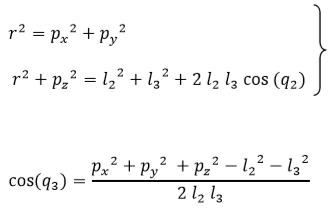 r² = pₓ² + p_y²
r² + p_z² = l₂² + l₃² + 2 l₂ l₃ cos (q₂)
cos(q₃) = (pₓ² + p_y² + p_z² − l₂² − l₃²) / (2 l₂ l₃)